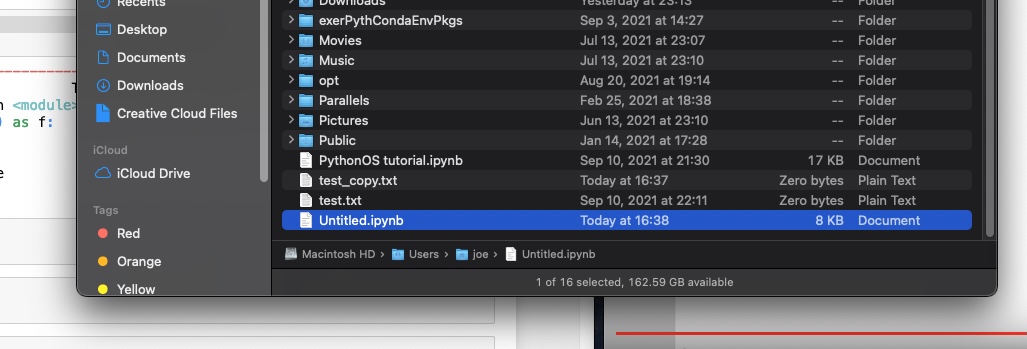 Recents
Desktop
Documents
Downloads
Creative Cloud Files
iCloud
iCloud Drive
Tags
Red
Orange
Yellow
Downloads Yesterday at 23:13 -- Folder
exerPythCondaEnvPkgs Sep 3, 2021 at 14:27 -- Folder
Movies Jul 13, 2021 at 23:07 -- Folder
Music Jul 13, 2021 at 23:10 -- Folder
opt Aug 20, 2021 at 19:14 -- Folder
Parallels Feb 25, 2021 at 18:38 -- Folder
Pictures Jun 13, 2021 at 23:10 -- Folder
Public Jan 14, 2021 at 17:28 -- Folder
PythonOS tutorial.ipynb Sep 10, 2021 at 21:30 17 KB Document
test_copy.txt Today at 16:37 Zero bytes Plain Text
test.txt Sep 10, 2021 at 22:11 Zero bytes Plain Text
Untitled.ipynb Today at 16:38 8 KB Document
Macintosh HD › Users › joe › Untitled.ipynb
1 of 16 selected, 162.59 GB available
T
n <module>
) as f:
e